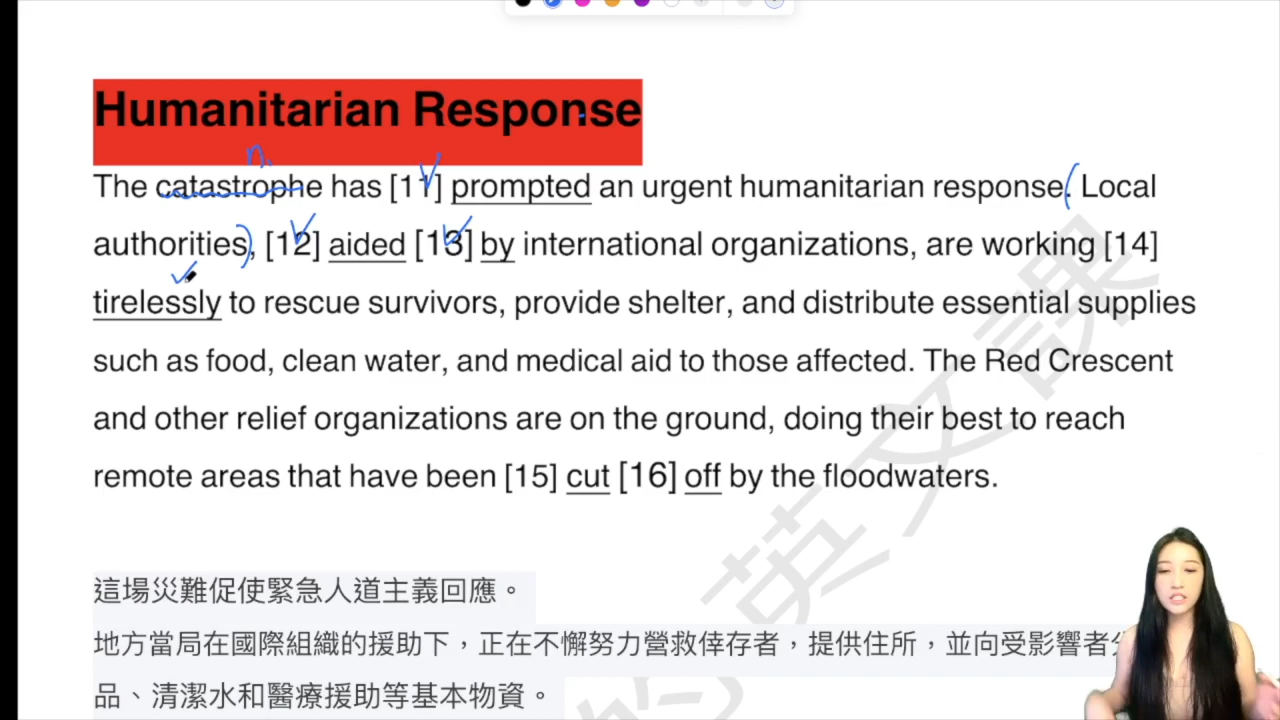 Humanitarian Response
n.
The catastrophe has [11] prompted an urgent humanitarian response. (Local
authorities), [12] aided [13] by international organizations, are working [14]
tirelessly to rescue survivors, provide shelter, and distribute essential supplies
such as food, clean water, and medical aid to those affected. The Red Crescent
and other relief organizations are on the ground, doing their best to reach
remote areas that have been [15] cut [16] off by the floodwaters.
這場災難促使緊急人道主義回應。
地方當局在國際組織的援助下，正在不懈努力營救倖存者，提供住所，並向受影響者
品、清潔水和醫療援助等基本物資。
的英文課